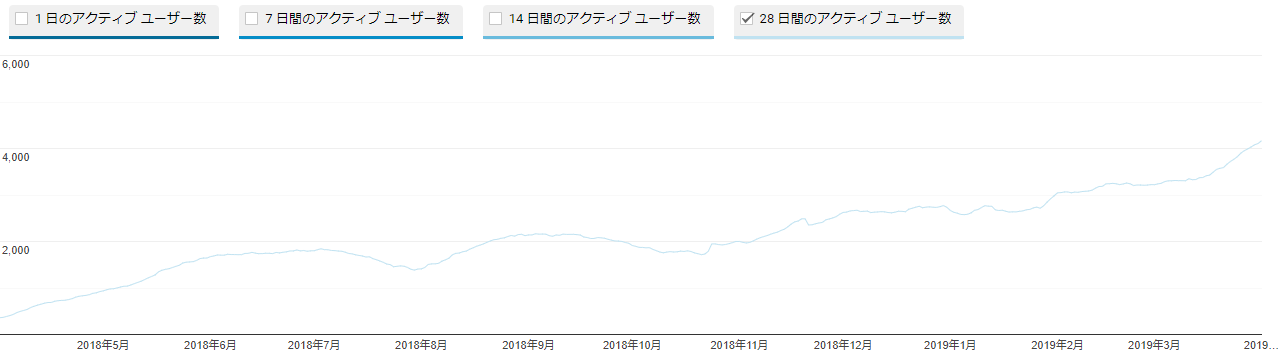 1 日のアクティブ ユーザー数 7 日間のアクティブ ユーザー数 14 日間のアクティブ ユーザー数 28 日間のアクティブ ユーザー数
6,000
4,000
2,000
2018年5月 2018年6月 2018年7月 2018年8月 2018年9月 2018年10月 2018年11月 2018年12月 2019年1月 2019年2月 2019年3月 2019...